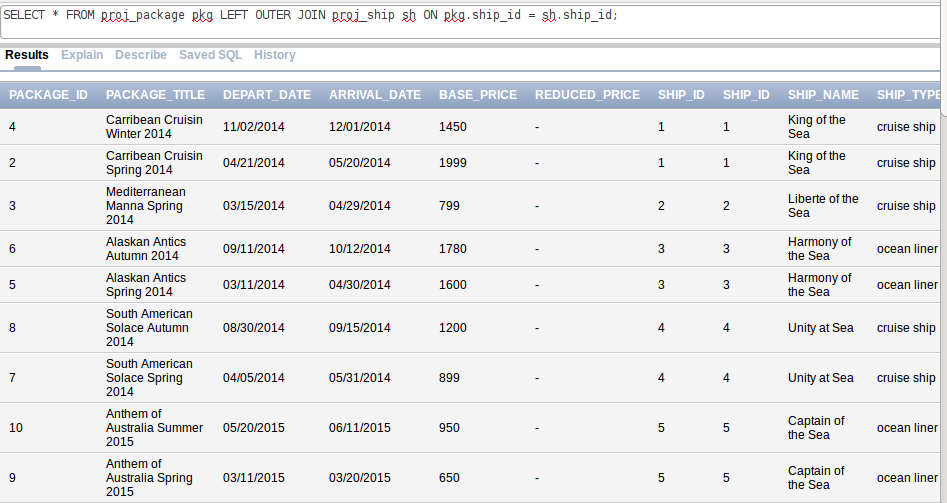 SELECT * FROM proj_package pkg LEFT OUTER JOIN proj_ship sh ON pkg.ship_id = sh.ship_id;
Results Explain Describe Saved SQL History
PACKAGE_ID PACKAGE_TITLE DEPART_DATE ARRIVAL_DATE BASE_PRICE REDUCED_PRICE SHIP_ID SHIP_ID SHIP_NAME SHIP_TYPE
4 Carribean Cruisin Winter 2014 11/02/2014 12/01/2014 1450 - 1 1 King of the Sea cruise ship
2 Carribean Cruisin Spring 2014 04/21/2014 05/20/2014 1999 - 1 1 King of the Sea cruise ship
3 Mediterranean Manna Spring 2014 03/15/2014 04/29/2014 799 - 2 2 Liberte of the Sea cruise ship
6 Alaskan Antics Autumn 2014 09/11/2014 10/12/2014 1780 - 3 3 Harmony of the Sea ocean liner
5 Alaskan Antics Spring 2014 03/11/2014 04/30/2014 1600 - 3 3 Harmony of the Sea ocean liner
8 South American Solace Autumn 2014 08/30/2014 09/15/2014 1200 - 4 4 Unity at Sea cruise ship
7 South American Solace Spring 2014 04/05/2014 05/31/2014 899 - 4 4 Unity at Sea cruise ship
10 Anthem of Australia Summer 2015 05/20/2015 06/11/2015 950 - 5 5 Captain of the Sea ocean liner
9 Anthem of Australia Spring 2015 03/11/2015 03/20/2015 650 - 5 5 Captain of the Sea ocean liner